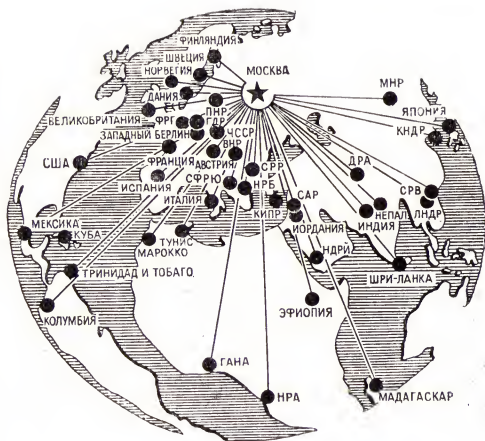 ФИНЛЯНДИЯ
ШВЕЦИЯ
НОРВЕГИЯ
МОСКВА
ДАНИЯ
МНР
ВЕЛИКОБРИТАНИЯ
ПНР
ФРГ
ГДР
ЯПОНИЯ
ЗАПАДНЫЙ БЕРЛИН
ЧССР
КНДР
США
ВНР
ФРАНЦИЯ
АВСТРИЯ
СРР
ДРА
ИСПАНИЯ
СФРЮ
НРБ
САР
СРВ
ИТАЛИЯ
КИПР
НЕПАЛ
ЛНДР
МЕКСИКА
КУБА
ТУНИС
ИОРДАНИЯ
ИНДИЯ
МАРОККО
НДРЙ
ТРИНИДАД И ТОБАГО
ШРИ-ЛАНКА
КОЛУМБИЯ
ЭФИОПИЯ
ГАНА
НРА
МАДАГАСКАР